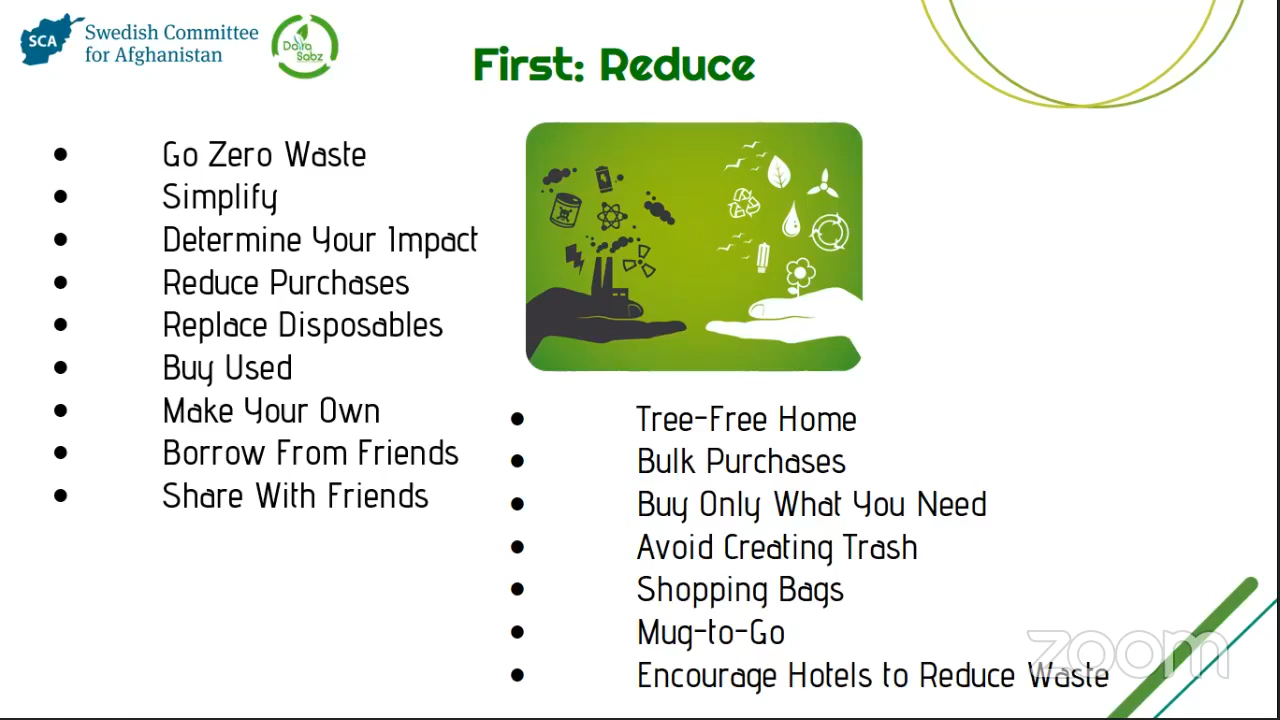 SCA
Swedish Committee
for Afghanistan
Daira
Sabz
First: Reduce
Go Zero Waste
Simplify
Determine Your Impact
Reduce Purchases
Replace Disposables
Buy Used
Make Your Own
Borrow From Friends
Share With Friends
Tree-Free Home
Bulk Purchases
Buy Only What You Need
Avoid Creating Trash
Shopping Bags
Mug-to-Go
Encourage Hotels to Reduce Waste
zoom